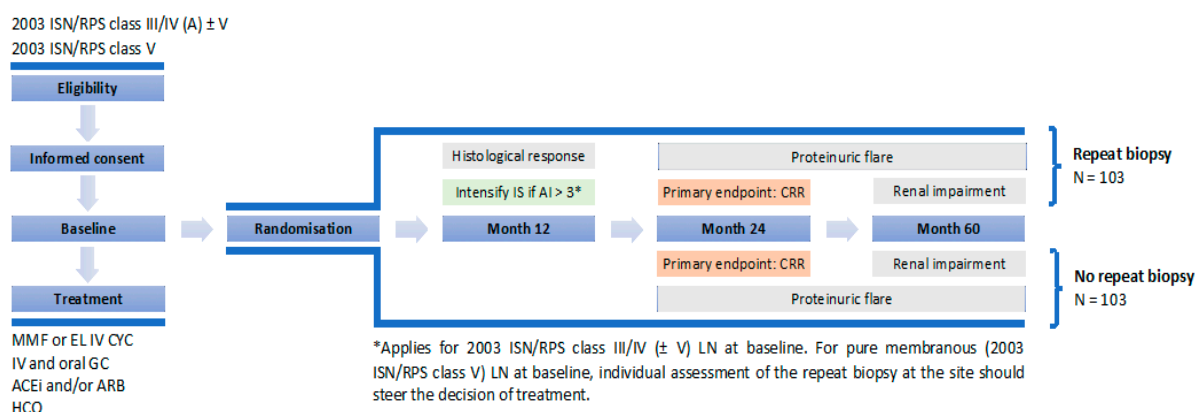 2003 ISN/RPS class III/IV (A) ± V
2003 ISN/RPS class V
Eligibility
Informed consent
Baseline
Treatment
MMF or EL IV CYC
IV and oral GC
ACEi and/or ARB
HCQ
Randomisation
Histological response
Intensify IS if AI > 3*
Month 12
Proteinuric flare
Primary endpoint: CRR
Renal impairment
Month 24
Month 60
Primary endpoint: CRR
Renal impairment
Proteinuric flare
Repeat biopsy
N = 103
No repeat biopsy
N = 103
*Applies for 2003 ISN/RPS class III/IV (± V) LN at baseline. For pure membranous (2003
ISN/RPS class V) LN at baseline, individual assessment of the repeat biopsy at the site should
steer the decision of treatment.